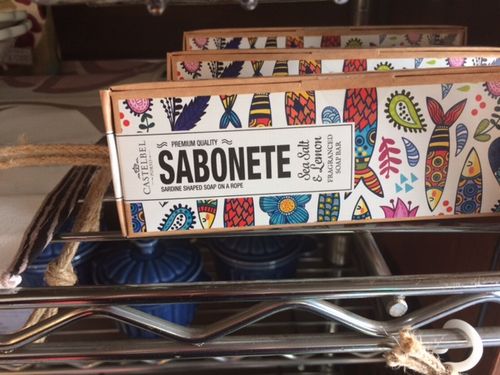 CASTELBEL
PREMIUM QUALITY
SABONETE
SARDINE SHAPED SOAP ON A ROPE
Sea Salt
& Lemon
FRAGRANCED
SOAP BAR